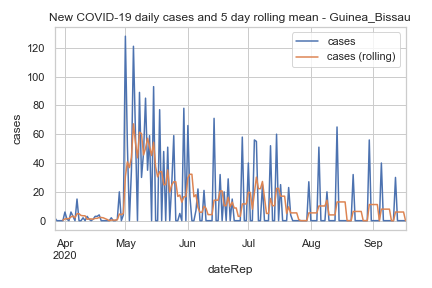 New COVID-19 daily cases and 5 day rolling mean - Guinea_Bissau
cases
cases (rolling)
120
100
80
60
40
20
0
cases
Apr
2020
May
Jun
Jul
Aug
Sep
dateRep